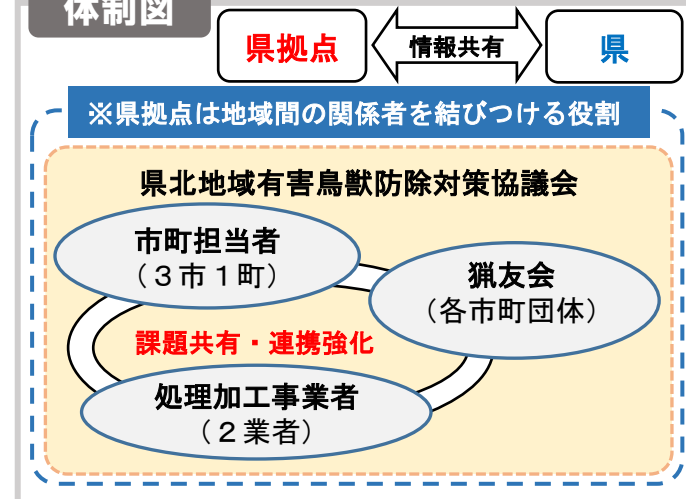 体制図
県拠点
情報共有
県
※県拠点は地域間の関係者を結びつける役割
県北地域有害鳥獣防除対策協議会
市町担当者
（３市１町）
猟友会
（各市町団体）
課題共有・連携強化
処理加工事業者
（２業者）